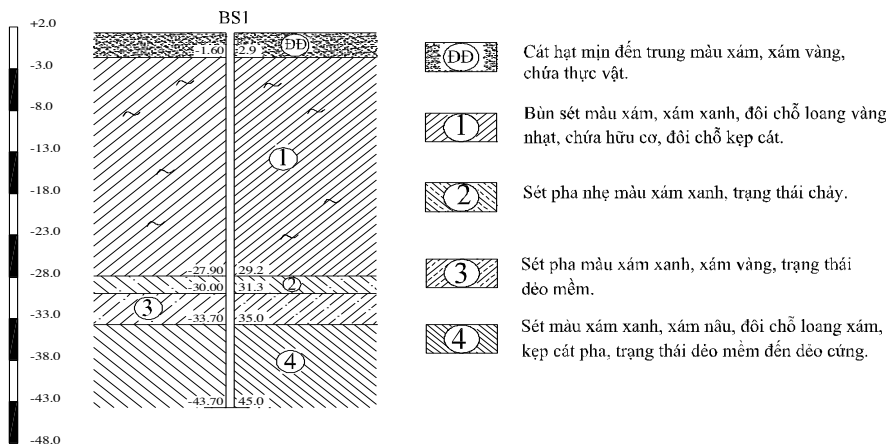 BS1
+2.0
-3.0
-8.0
-13.0
-18.0
-23.0
-28.0
-33.0
-38.0
-43.0
-48.0
-1.60 2.9 ĐĐ
1
-27.90 29.2
2
-30.00 31.3
3
-33.70 35.0
4
-43.70 45.0
ĐĐ Cát hạt mịn đến trung màu xám, xám vàng,
chứa thực vật.
1 Bùn sét màu xám, xám xanh, đôi chỗ loang vàng
nhạt, chứa hữu cơ, đôi chỗ kẹp cát.
2 Sét pha nhẹ màu xám xanh, trạng thái chảy.
3 Sét pha màu xám xanh, xám vàng, trạng thái
dẻo mềm.
4 Sét màu xám xanh, xám nâu, đôi chỗ loang xám,
kẹp cát pha, trạng thái dẻo mềm đến dẻo cứng.